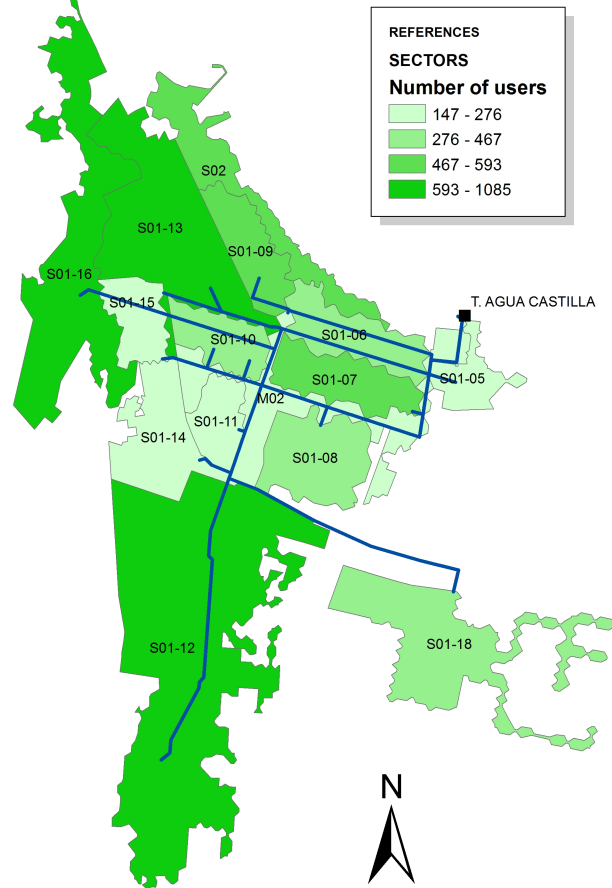 REFERENCES
SECTORS
Number of users
147 - 276
276 - 467
467 - 593
593 - 1085
S02
S01-13
S01-09
S01-16
S01-15
T. AGUA CASTILLA
S01-06
S01-10
S01-07
S01-05
M02
S01-11
S01-14
S01-08
S01-18
S01-12
N